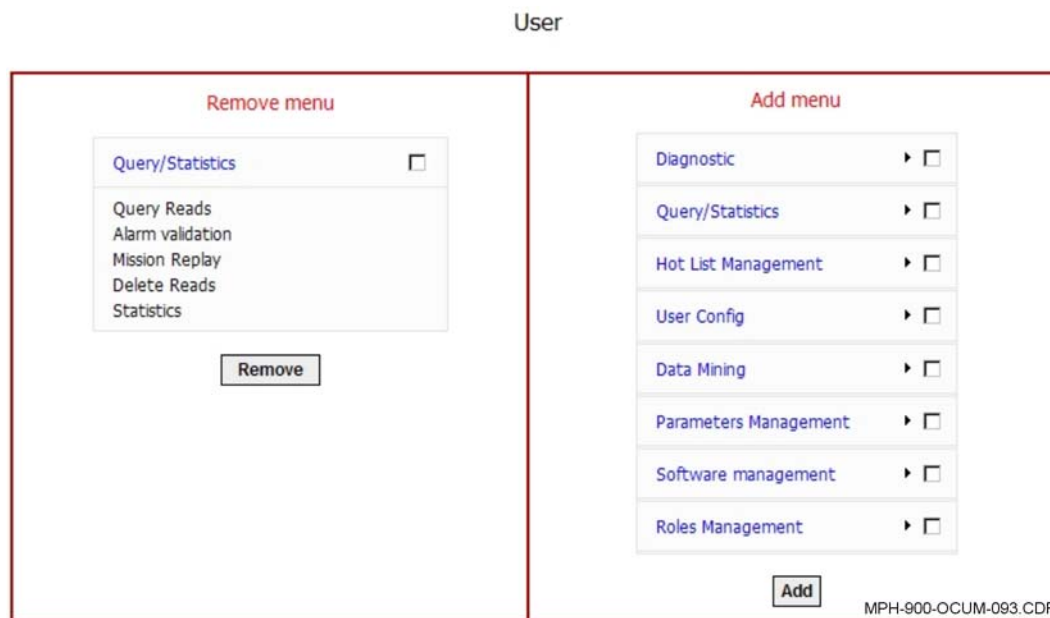 User
Remove menu
Query/Statistics
Query Reads
Alarm validation
Mission Replay
Delete Reads
Statistics
Remove
Add menu
Diagnostic
Query/Statistics
Hot List Management
User Config
Data Mining
Parameters Management
Software management
Roles Management
Add
MPH-900-OCUM-093.CDR